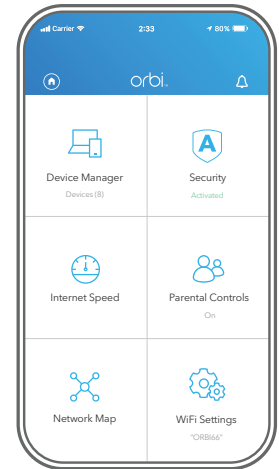 Carrier 2:33 80%
orbi
Device Manager Security
Devices (8) Activated
Internet Speed Parental Controls
On
Network Map WiFi Settings
"ORBI66"